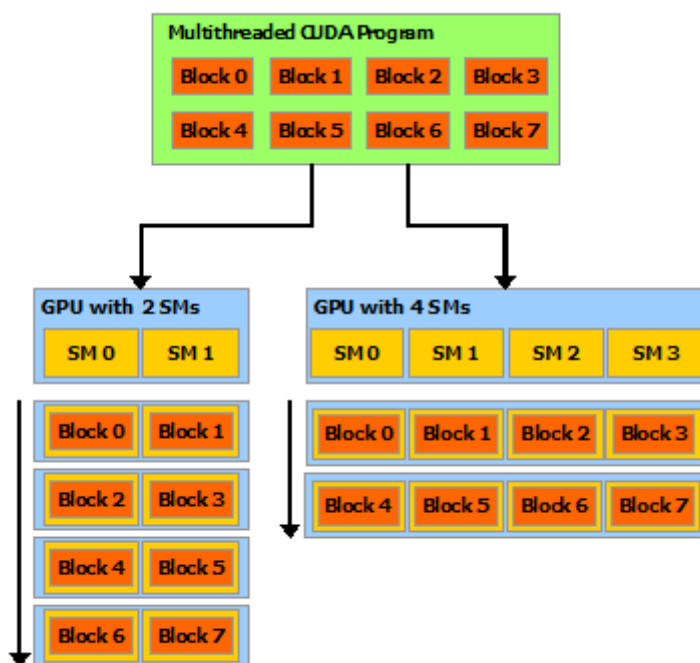 Multithreaded CUDA Program
Block 0 Block 1 Block 2 Block 3
Block 4 Block 5 Block 6 Block 7
GPU with 2 SMs
SM 0 SM 1
Block 0 Block 1
Block 2 Block 3
Block 4 Block 5
Block 6 Block 7
GPU with 4 SMs
SM 0 SM 1 SM 2 SM 3
Block 0 Block 1 Block 2 Block 3
Block 4 Block 5 Block 6 Block 7